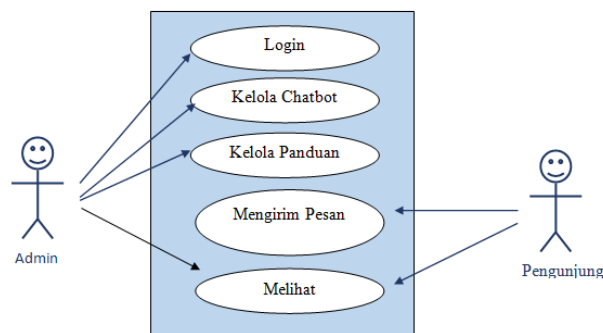 Login
Kelola Chatbot
Kelola Panduan
Mengirim Pesan
Admin
Melihat
Pengunjung